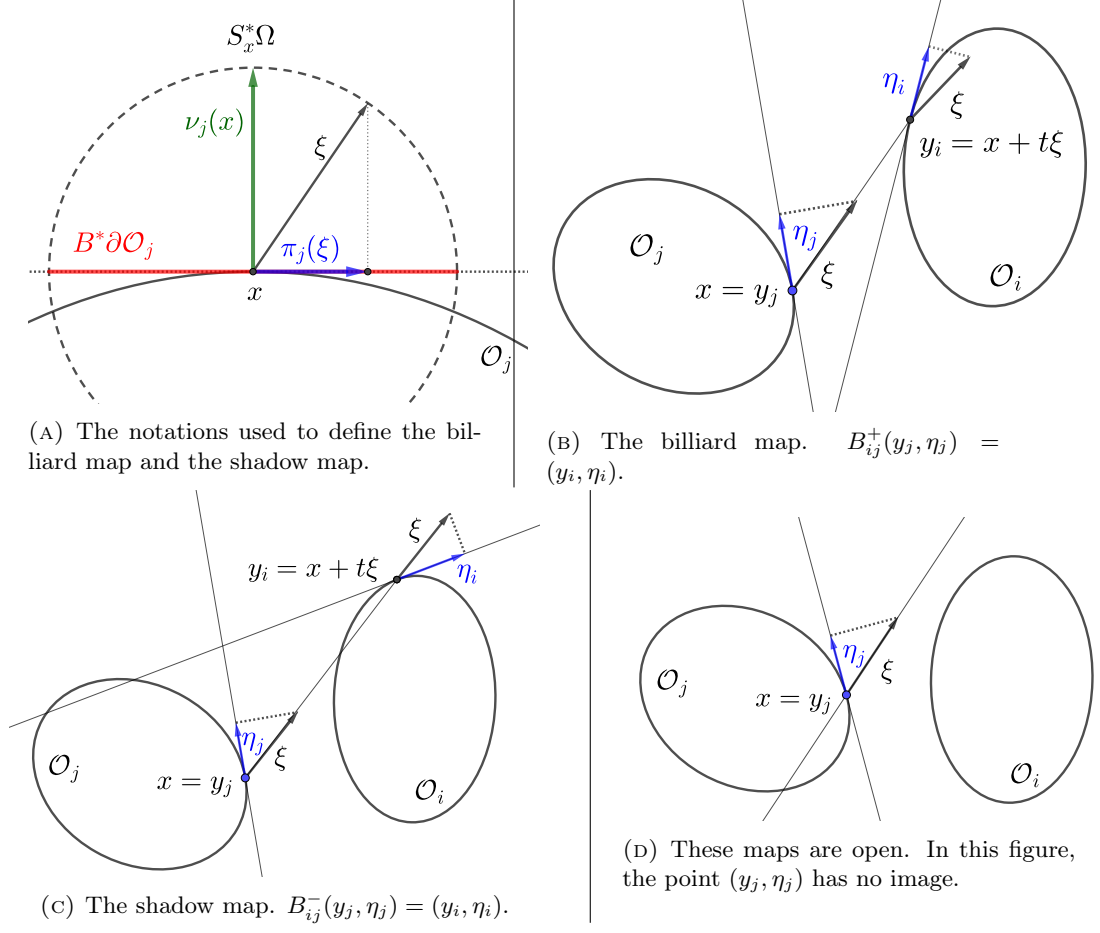 S*_xΩ
ν_j(x)
ξ
B*∂𝒪_j
π_j(ξ)
x
𝒪_j
(A) The notations used to define the bil-
liard map and the shadow map.
η_i
ξ
y_i = x + tξ
𝒪_j
η_j
ξ
x = y_j
𝒪_i
(B) The billiard map. B^+_{ij}(y_j, η_j) =
(y_i, η_i).
ξ
y_i = x + tξ
η_i
η_j
ξ
𝒪_j
x = y_j
𝒪_i
(C) The shadow map. B^-_{ij}(y_j, η_j) = (y_i, η_i).
η_j
ξ
𝒪_j
x = y_j
𝒪_i
(D) These maps are open. In this figure,
the point (y_j, η_j) has no image.